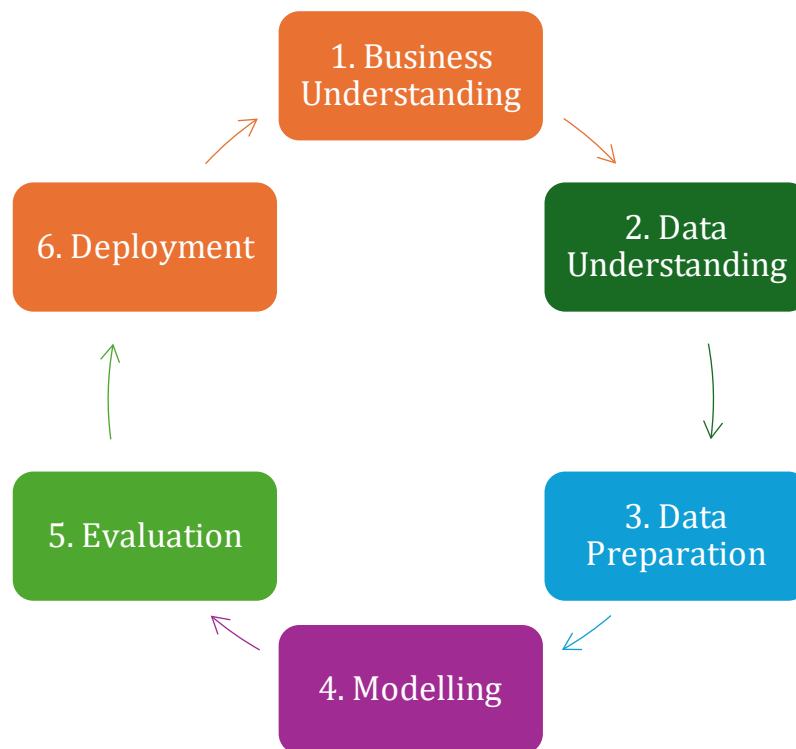 1. Business
Understanding
2. Data
Understanding
3. Data
Preparation
4. Modelling
5. Evaluation
6. Deployment